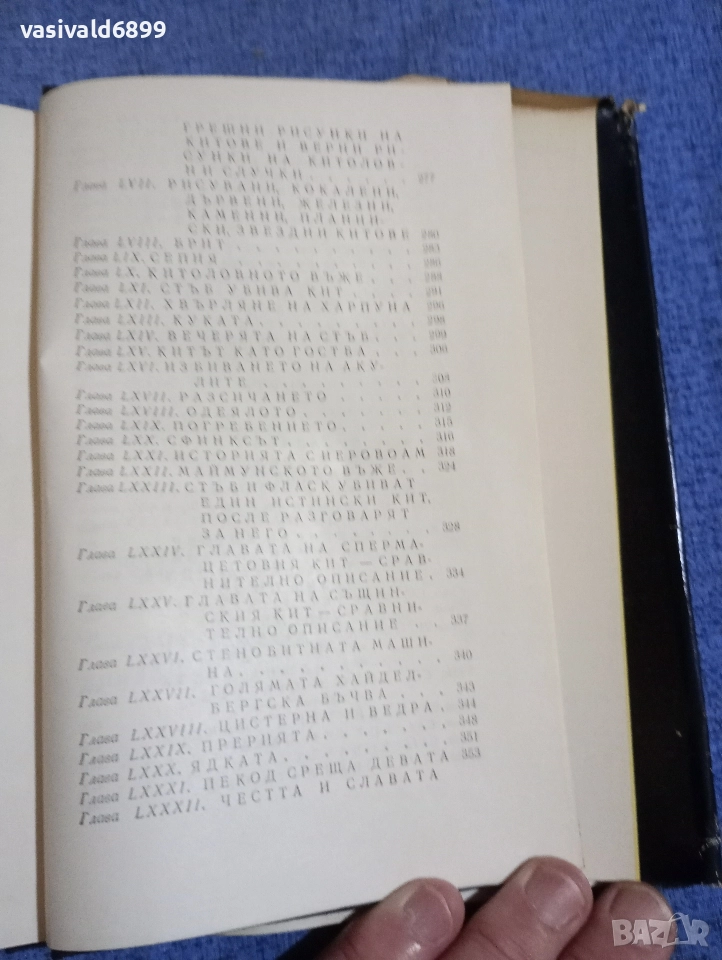 vasivald6899
ГРЕШНИ РИСУНКИ НА
КИТОВЕ И ВЕРНИ РИ-
СУНКИ НА КИТОЛОВ-
НИ СЛУЧКИ . . . . . . 277
Глава LVII. РИСУВАНИ, КОКАЛЕНИ,
ДЪРВЕНИ, ЖЕЛЕЗНИ,
КАМЕННИ, ПЛАНИН-
СКИ, ЗВЕЗДНИ КИТОВЕ 280
Глава LVIII. БРИТ . . . . . . . . . 283
Глава LIX. СЕПИЯ . . . . . . . . . 286
Глава LX. КИТОЛОВНОТО ВЪЖЕ . . . 288
Глава LXI. СТЪБ УБИВА КИТ . . . . 291
Глава LXII. ХВЪРЛЯНЕ НА ХАРПУНА 296
Глава LXIII. КУКАТА . . . . . . . . 298
Глава LXIV. ВЕЧЕРЯТА НА СТЪБ . . . 299
Глава LXV. КИТЪТ КАТО ГОСТБА . . . 306
Глава LXVI. ИЗБИВАНЕТО НА АКУ-
ЛИТЕ . . . . . . . . 308
Глава LXVII. РАЗСИЧАНЕТО . . . . . 310
Глава LXVIII. ОДЕЯЛОТО . . . . . . . 312
Глава LXIX. ПОГРЕБЕНИЕТО . . . . . 315
Глава LXX. СФИНКСЪТ . . . . . . . 316
Глава LXXI. ИСТОРИЯТА С ИЕРОВОАМ 318
Глава LXXII. МАЙМУНСКОТО ВЪЖЕ . . 324
Глава LXXIII. СТЪБ И ФЛАСК УБИВАТ
ЕДИН ИСТИНСКИ КИТ,
ПОСЛЕ РАЗГОВАРЯТ
ЗА НЕГО . . . . . . . 328
Глава LXXIV. ГЛАВАТА НА СПЕРМА-
ЦЕТОВИЯ КИТ — СРАВ-
НИТЕЛНО ОПИСАНИЕ . 334
Глава LXXV. ГЛАВАТА НА СЪЩИН-
СКИЯ КИТ — СРАВНИ-
ТЕЛНО ОПИСАНИЕ . . 337
Глава LXXVI. СТЕНОБИТНАТА МАШИ-
НА . . . . . . . . . 340
Глава LXXVII. ГОЛЯМАТА ХАЙДЕЛ-
БЕРГСКА БЪЧВА . . . 343
Глава LXXVIII. ЦИСТЕРНА И ВЕДРА . 344
Глава LXXIX. ПРЕРИЯТА . . . . . . 348
Глава LXXX. ЯДКАТА . . . . . . . . 351
Глава LXXXI. ПЕКОД СРЕЩА ДЕВАТА 353
Глава LXXXII. ЧЕСТТА И СЛАВАТА
BAZAR